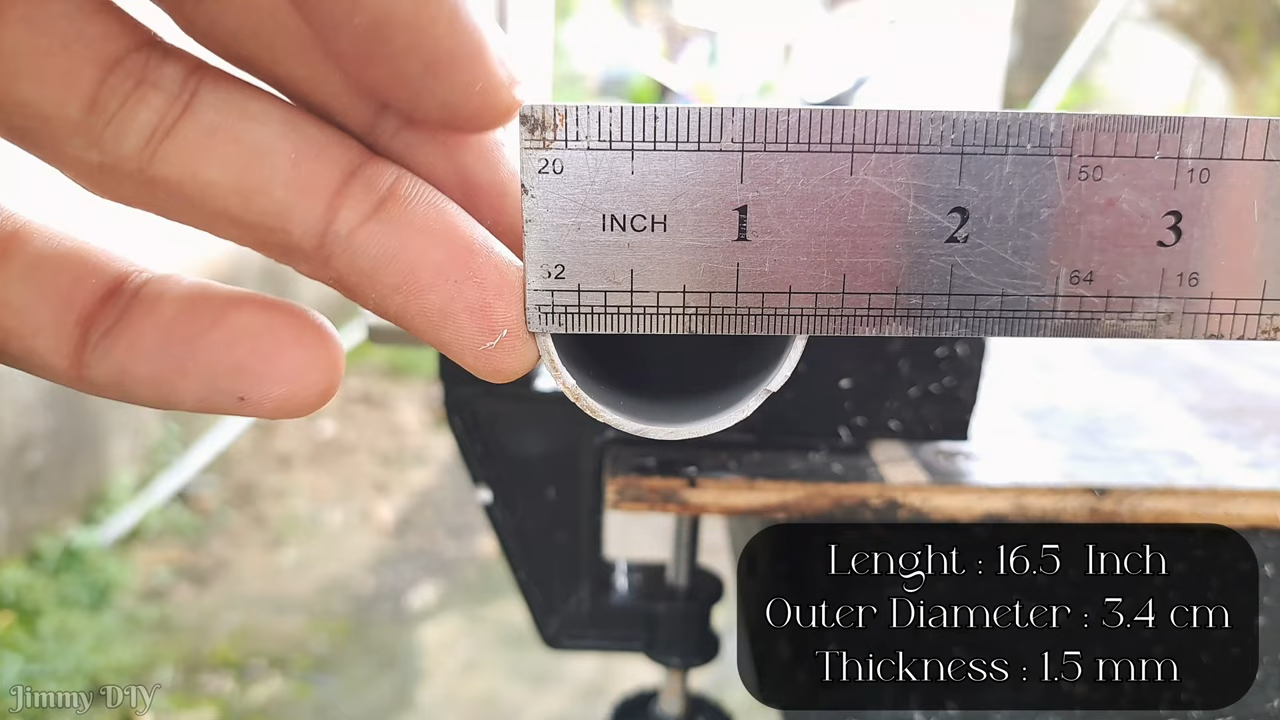 20 50 10
INCH 1 2 3
32 64 16
Lenght : 16.5 Inch
Outer Diameter : 3.4 cm
Thickness : 1.5 mm
Jimmy DIY